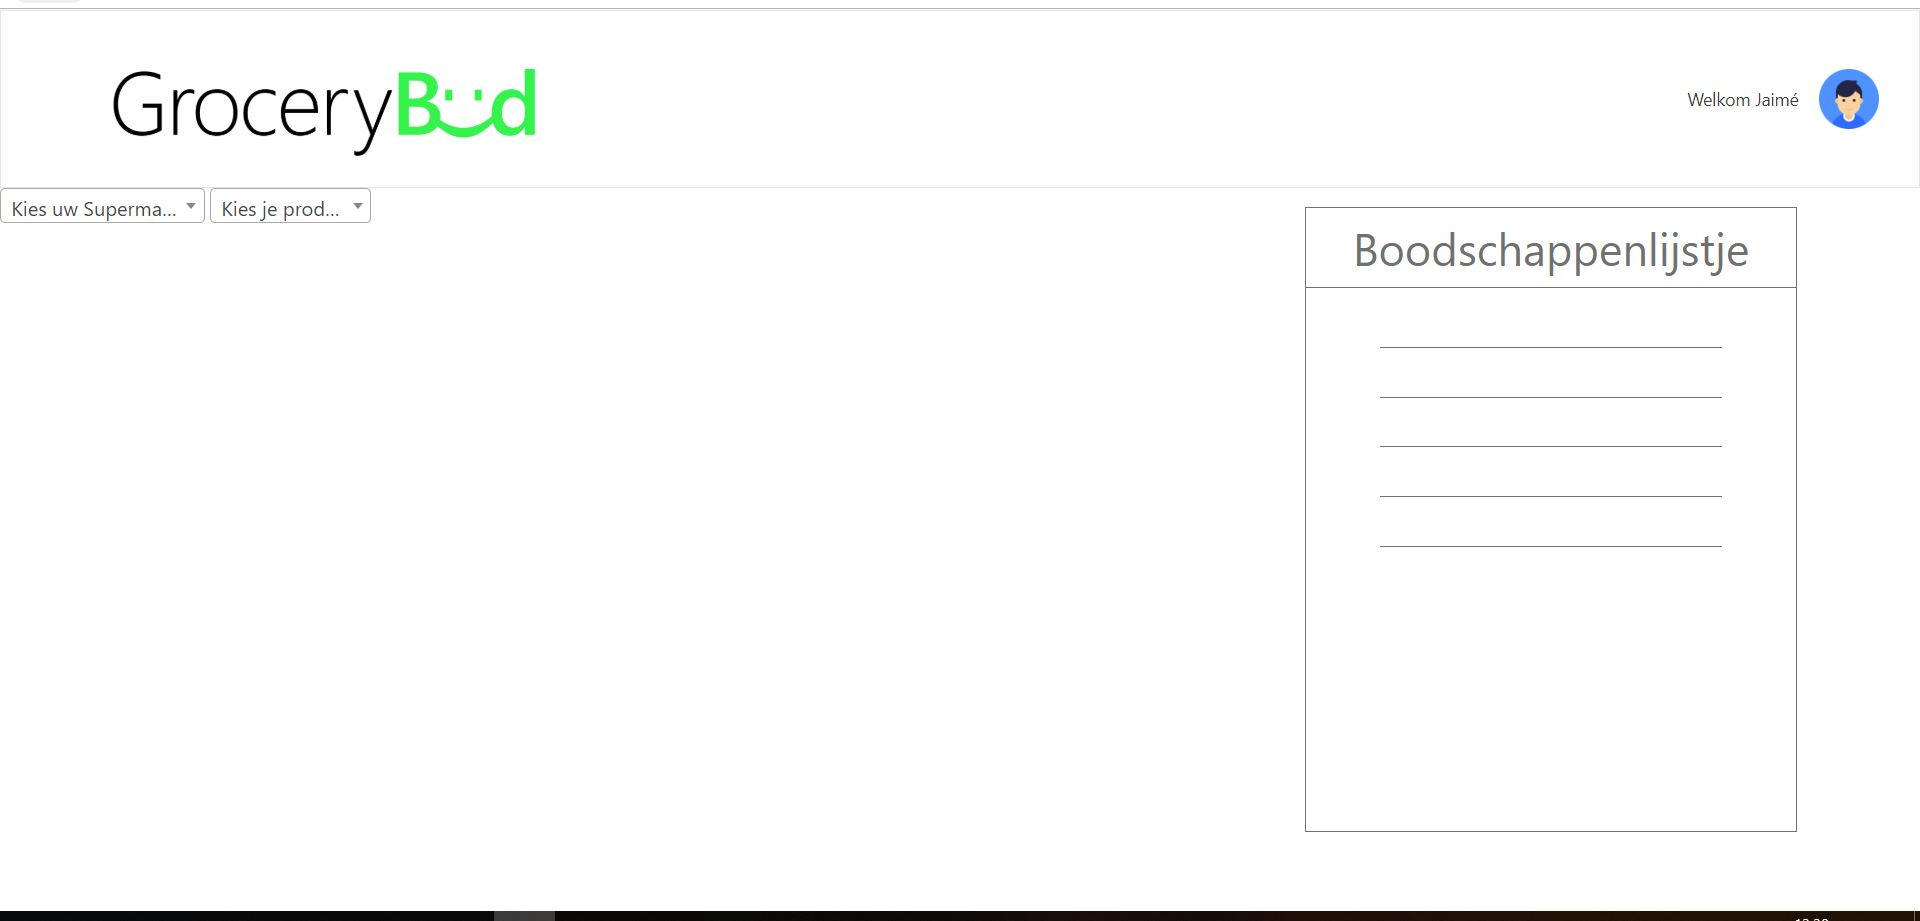 GroceryBud
Welkom Jaimé
Kies uw Superma...
Kies je prod...
Boodschappenlijstje